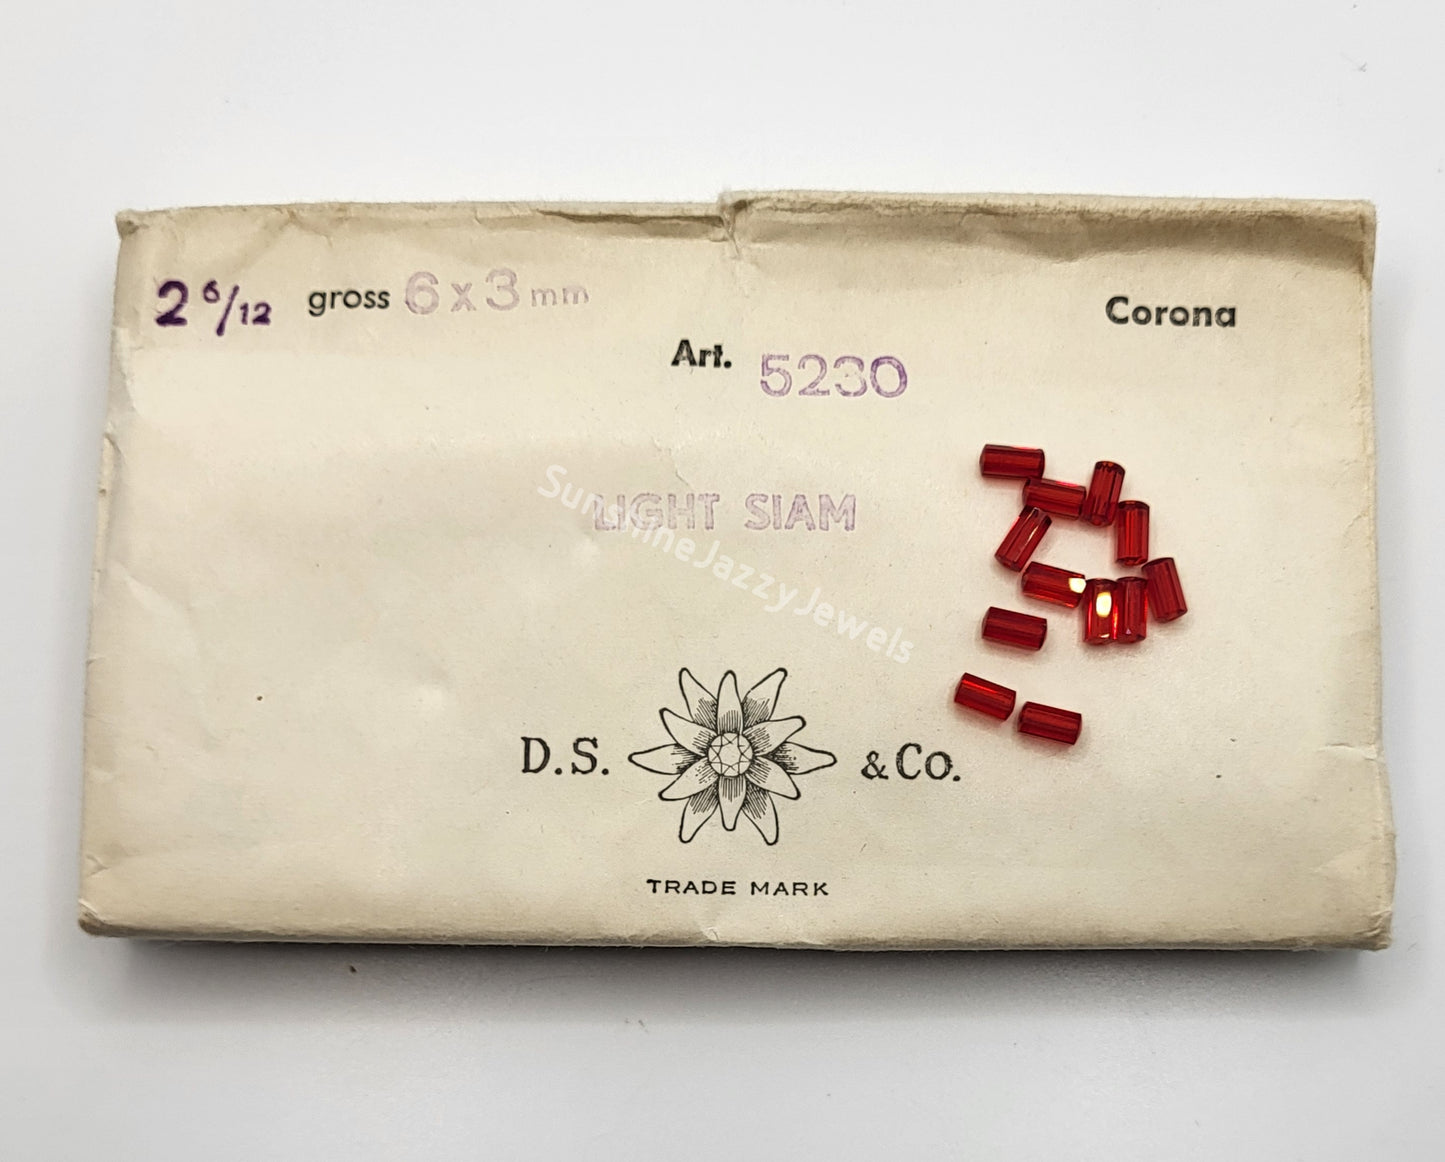 2 6/12 gross 6 x 3 mm
Corona
Art. 5230
LIGHT SIAM
SunshineJazzyJewels
D.S. & Co.
TRADE MARK